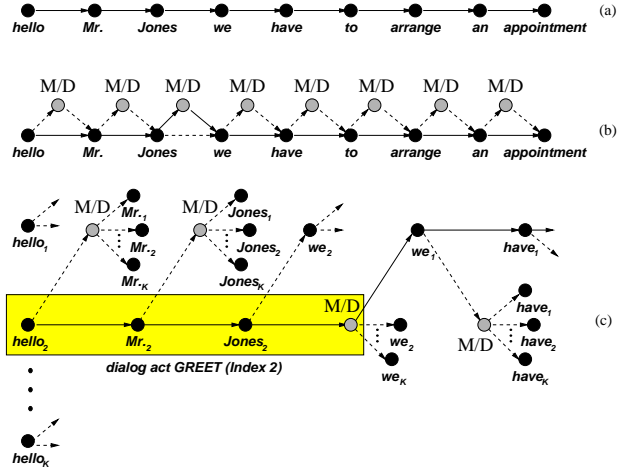 hello Mr. Jones we have to arrange an appointment (a)
M/D M/D M/D M/D M/D M/D M/D M/D
(b)
hello Mr. Jones we have to arrange an appointment
M/D Mr.1 M/D Jones1
hello1 Mr.2 Jones2 we2 we1 have1
Mr.K JonesK
M/D have1
M/D (c)
hello2 Mr.2 Jones2 we2 have2
dialog act GREET (Index 2) weK haveK
helloK